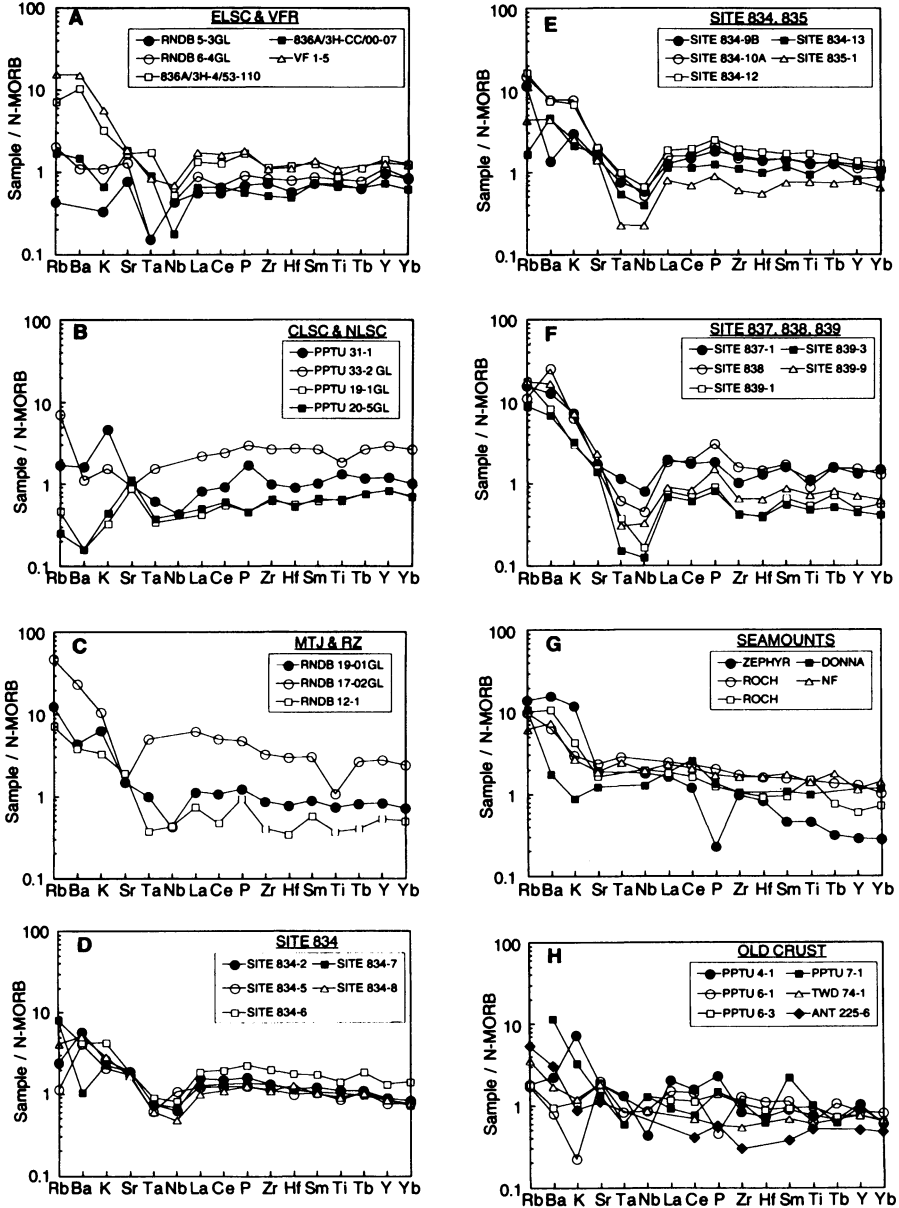 A
ELSC & VFR
RNDB 5-3GL
836A/3H-CC/00-07
RNDB 6-4GL
VF 1-5
836A/3H-4/53-110
100
10
1
0.1
Sample / N-MORB
Rb Ba K Sr Ta Nb La Ce P Zr Hf Sm Ti Tb Y Yb
E
SITE 834, 835
SITE 834-9B
SITE 834-13
SITE 834-10A
SITE 835-1
SITE 834-12
100
10
1
0.1
Sample / N-MORB
Rb Ba K Sr Ta Nb La Ce P Zr Hf Sm Ti Tb Y Yb
B
CLSC & NLSC
PPTU 31-1
PPTU 33-2 GL
PPTU 19-1GL
PPTU 20-5GL
100
10
1
0.1
Sample / N-MORB
Rb Ba K Sr Ta Nb La Ce P Zr Hf Sm Ti Tb Y Yb
F
SITE 837, 838, 839
SITE 837-1
SITE 839-3
SITE 838
SITE 839-9
SITE 839-1
100
10
1
0.1
Sample / N-MORB
Rb Ba K Sr Ta Nb La Ce P Zr Hf Sm Ti Tb Y Yb
C
MTJ & RZ
RNDB 19-01GL
RNDB 17-02GL
RNDB 12-1
100
10
1
0.1
Sample / N-MORB
Rb Ba K Sr Ta Nb La Ce P Zr Hf Sm Ti Tb Y Yb
G
SEAMOUNTS
ZEPHYR
DONNA
ROCH
NF
ROCH
100
10
1
0.1
Sample / N-MORB
Rb Ba K Sr Ta Nb La Ce P Zr Hf Sm Ti Tb Y Yb
D
SITE 834
SITE 834-2
SITE 834-7
SITE 834-5
SITE 834-8
SITE 834-6
100
10
1
0.1
Sample / N-MORB
Rb Ba K Sr Ta Nb La Ce P Zr Hf Sm Ti Tb Y Yb
H
OLD CRUST
PPTU 4-1
PPTU 7-1
PPTU 6-1
TWD 74-1
PPTU 6-3
ANT 225-6
100
10
1
0.1
Sample / N-MORB
Rb Ba K Sr Ta Nb La Ce P Zr Hf Sm Ti Tb Y Yb